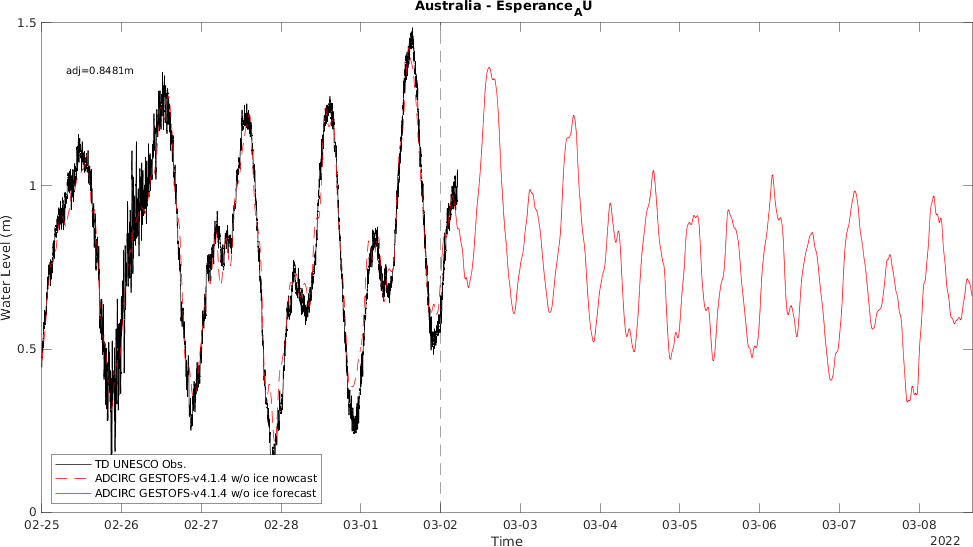 Australia - Esperance_AU
adj=0.8481m
Water Level (m)
1.5
1
0.5
0
TD UNESCO Obs.
ADCIRC GESTOFS-v4.1.4 w/o ice nowcast
ADCIRC GESTOFS-v4.1.4 w/o ice forecast
02-25 02-26 02-27 02-28 03-01 03-02 03-03 03-04 03-05 03-06 03-07 03-08
Time
2022